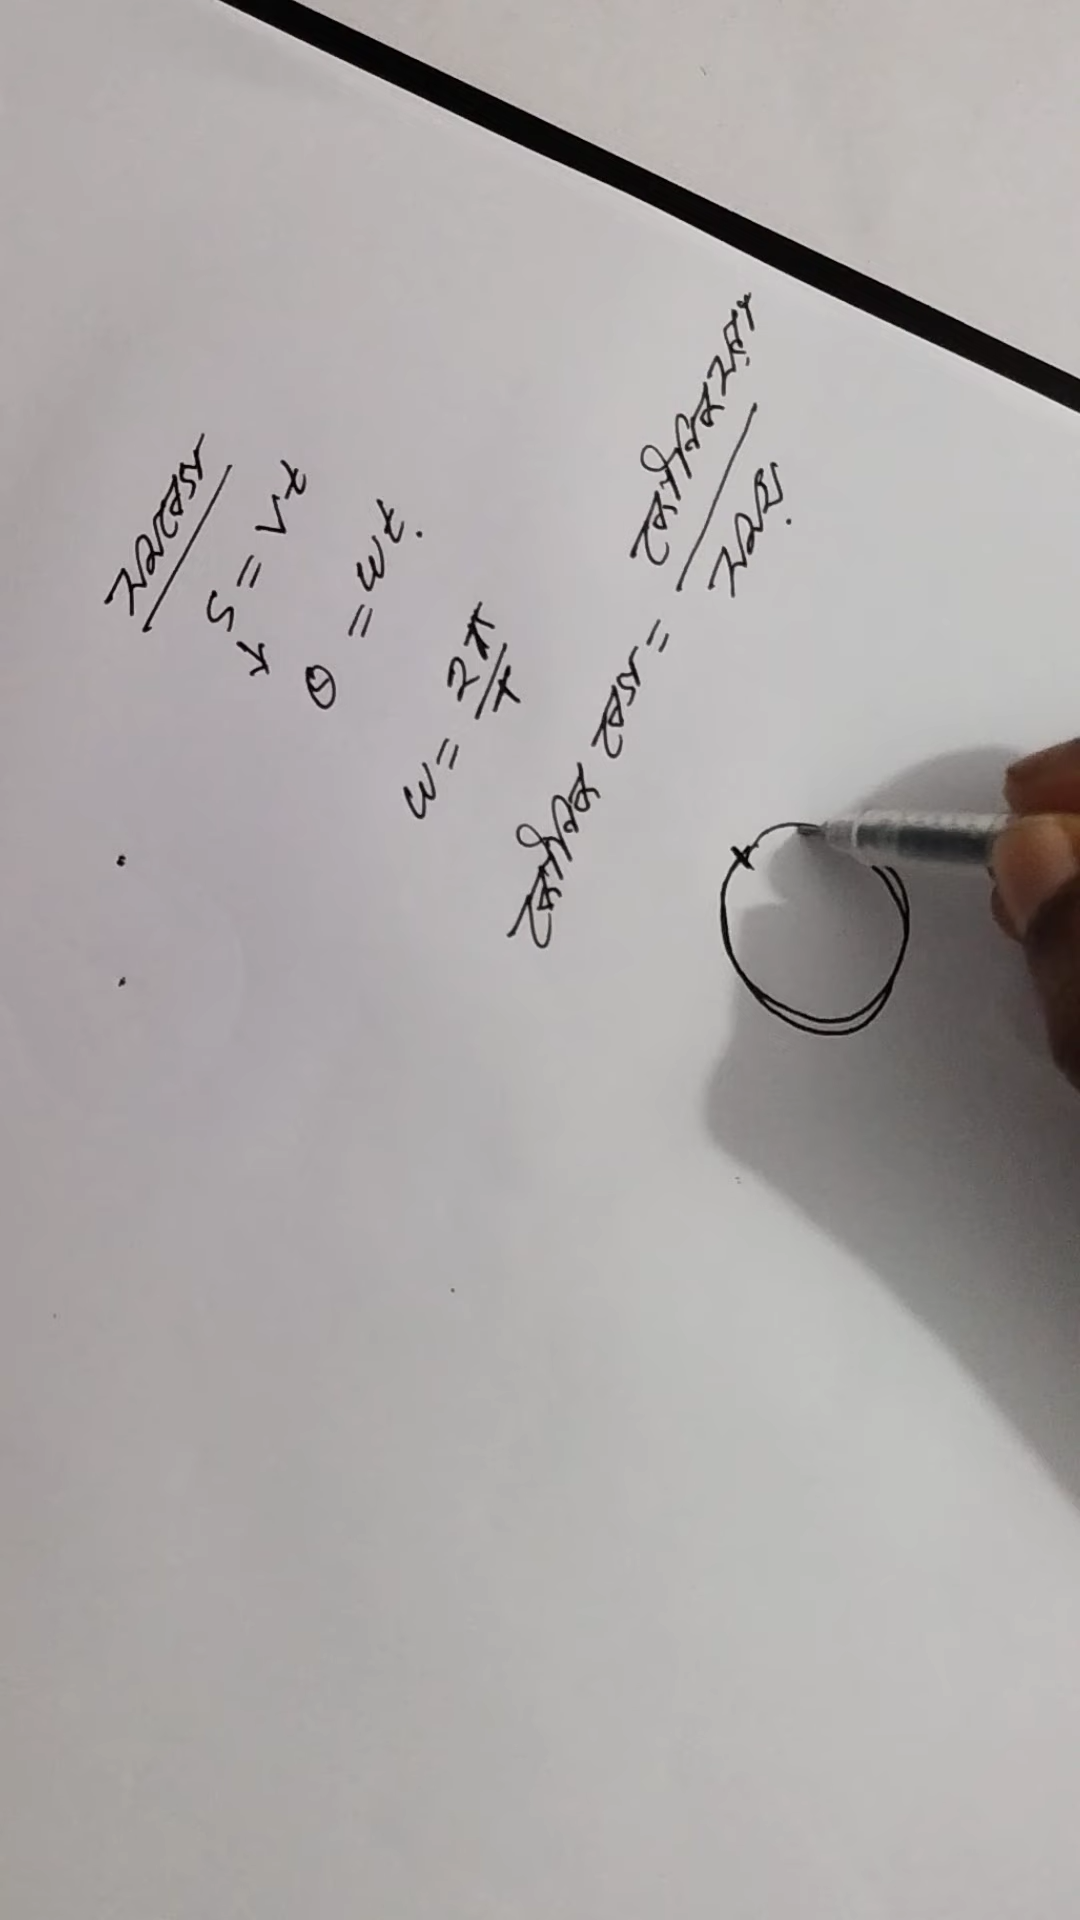 সমবেগ
S = vt
θ = ωt.
ω = 2π/T
কৌণিক বেগ = কৌণিক সরণ/সময়